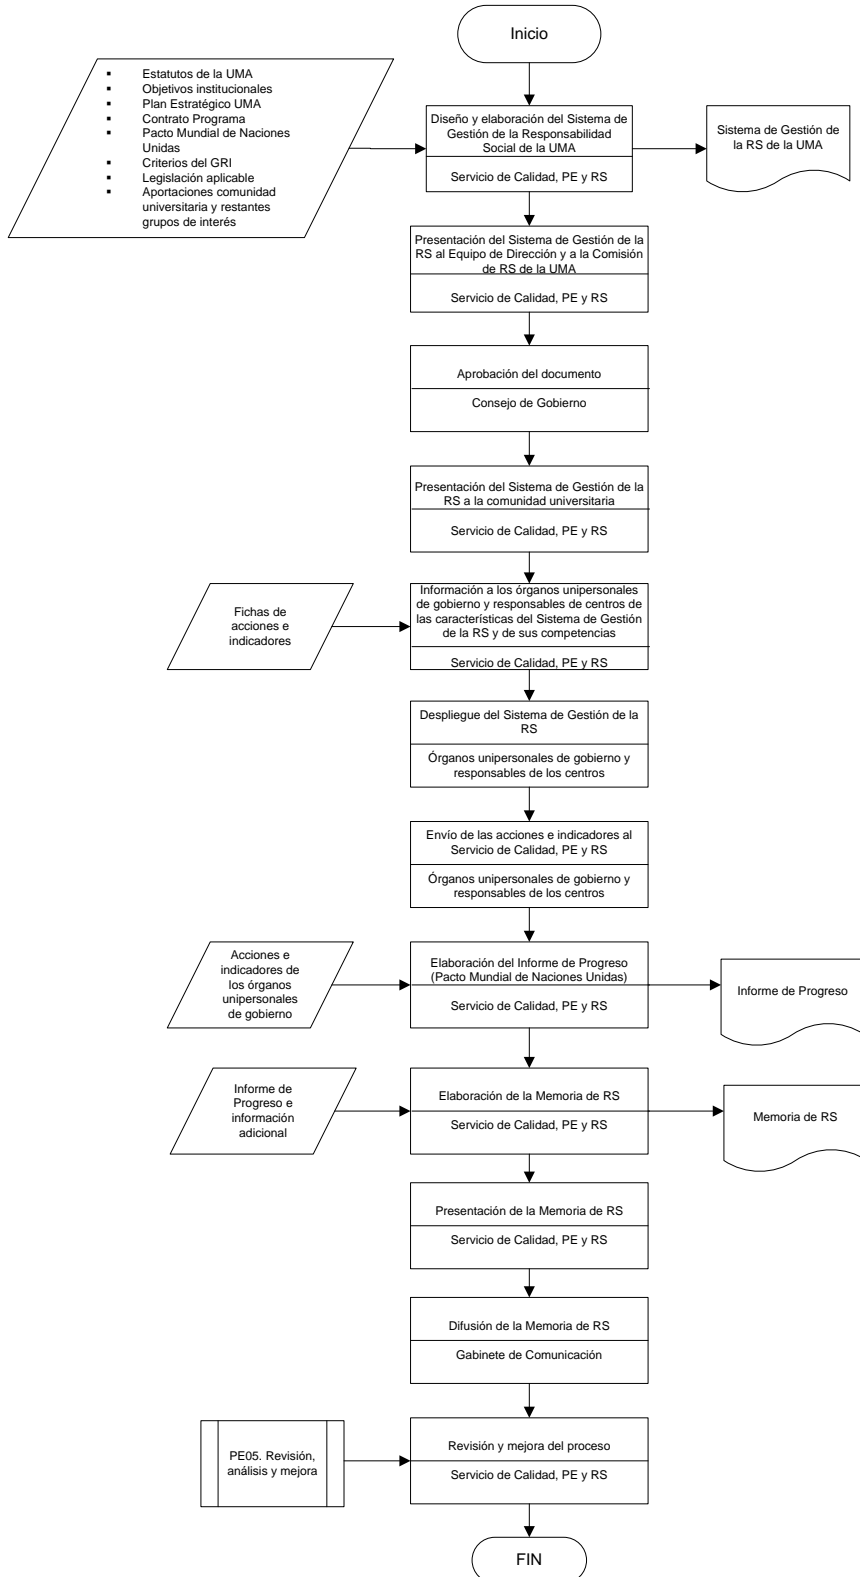 Inicio
▪ Estatutos de la UMA
▪ Objetivos institucionales
▪ Plan Estratégico UMA
▪ Contrato Programa
▪ Pacto Mundial de Naciones
Unidas
▪ Criterios del GRI
▪ Legislación aplicable
▪ Aportaciones comunidad
universitaria y restantes
grupos de interés
Diseño y elaboración del Sistema de
Gestión de la Responsabilidad
Social de la UMA
Servicio de Calidad, PE y RS
Sistema de Gestión de
la RS de la UMA
Presentación del Sistema de Gestión de la
RS al Equipo de Dirección y a la Comisión
de RS de la UMA
Servicio de Calidad, PE y RS
Aprobación del documento
Consejo de Gobierno
Presentación del Sistema de Gestión de la
RS a la comunidad universitaria
Servicio de Calidad, PE y RS
Fichas de
acciones e
indicadores
Información a los órganos unipersonales
de gobierno y responsables de centros de
las características del Sistema de Gestión
de la RS y de sus competencias
Servicio de Calidad, PE y RS
Despliegue del Sistema de Gestión de la
RS
Órganos unipersonales de gobierno y
responsables de los centros
Envío de las acciones e indicadores al
Servicio de Calidad, PE y RS
Órganos unipersonales de gobierno y
responsables de los centros
Acciones e
indicadores de
los órganos
unipersonales
de gobierno
Elaboración del Informe de Progreso
(Pacto Mundial de Naciones Unidas)
Servicio de Calidad, PE y RS
Informe de Progreso
Informe de
Progreso e
información
adicional
Elaboración de la Memoria de RS
Servicio de Calidad, PE y RS
Memoria de RS
Presentación de la Memoria de RS
Servicio de Calidad, PE y RS
Difusión de la Memoria de RS
Gabinete de Comunicación
PE05. Revisión,
análisis y mejora
Revisión y mejora del proceso
Servicio de Calidad, PE y RS
FIN